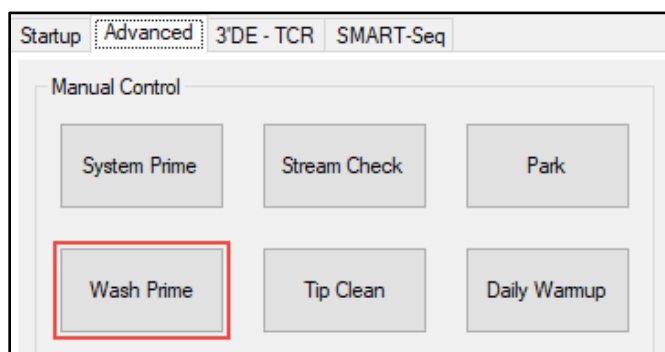 Startup Advanced 3'DE - TCR SMART-Seq
Manual Control
System Prime Stream Check Park
Wash Prime Tip Clean Daily Warmup